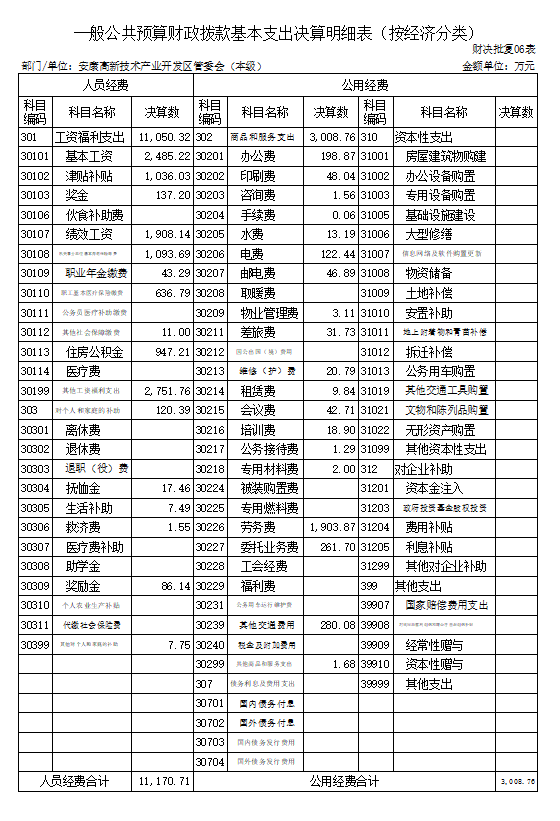 一般公共预算财政拨款基本支出决算明细表（按经济分类）
财决批复06表
部门/单位：安康高新技术产业开发区管委会（本级） 金额单位：万元
人员经费 公用经费
科目编码 科目名称 决算数 科目编码 科目名称 决算数 科目编码 科目名称 决算数
301 工资福利支出 11,050.32 302 商品和服务支出 3,008.76 310 资本性支出
30101 基本工资 2,485.22 30201 办公费 198.87 31001 房屋建筑物购建
30102 津贴补贴 1,036.03 30202 印刷费 48.04 31002 办公设备购置
30103 奖金 137.20 30203 咨询费 1.56 31003 专用设备购置
30106 伙食补助费 30204 手续费 0.06 31005 基础设施建设
30107 绩效工资 1,908.14 30205 水费 13.19 31006 大型修缮
30108 机关事业单位基本养老保险缴费 1,093.69 30206 电费 122.44 31007 信息网络及软件购置更新
30109 职业年金缴费 43.29 30207 邮电费 46.89 31008 物资储备
30110 职工基本医疗保险缴费 636.79 30208 取暖费 31009 土地补偿
30111 公务员医疗补助缴费 30209 物业管理费 3.11 31010 安置补助
30112 其他社会保障缴费 11.00 30211 差旅费 31.73 31011 地上附着物和青苗补偿
30113 住房公积金 947.21 30212 因公出国（境）费用 31012 拆迁补偿
30114 医疗费 30213 维修（护）费 20.79 31013 公务用车购置
30199 其他工资福利支出 2,751.76 30214 租赁费 9.84 31019 其他交通工具购置
303 对个人和家庭的补助 120.39 30215 会议费 42.71 31021 文物和陈列品购置
30301 离休费 30216 培训费 18.90 31022 无形资产购置
30302 退休费 30217 公务接待费 1.29 31099 其他资本性支出
30303 退职（役）费 30218 专用材料费 2.00 312 对企业补助
30304 抚恤金 17.46 30224 被装购置费 31201 资本金注入
30305 生活补助 7.49 30225 专用燃料费 31203 政府投资基金股权投资
30306 救济费 1.55 30226 劳务费 1,903.87 31204 费用补贴
30307 医疗费补助 30227 委托业务费 261.70 31205 利息补贴
30308 助学金 30228 工会经费 31299 其他对企业补助
30309 奖励金 86.14 30229 福利费 399 其他支出
30310 个人农业生产补贴 30231 公务用车运行维护费 39907 国家赔偿费用支出
30311 代缴社会保险费 30239 其他交通费用 280.08 39908
30399 其他对个人和家庭的补助 7.75 30240 税金及附加费用 39909 经常性赠与
30299 其他商品和服务支出 1.68 39910 资本性赠与
307 债务利息及费用支出 39999 其他支出
30701 国内债务付息
30702 国外债务付息
30703 国内债务发行费用
30704 国外债务发行费用
人员经费合计 11,170.71 公用经费合计 3,008.76